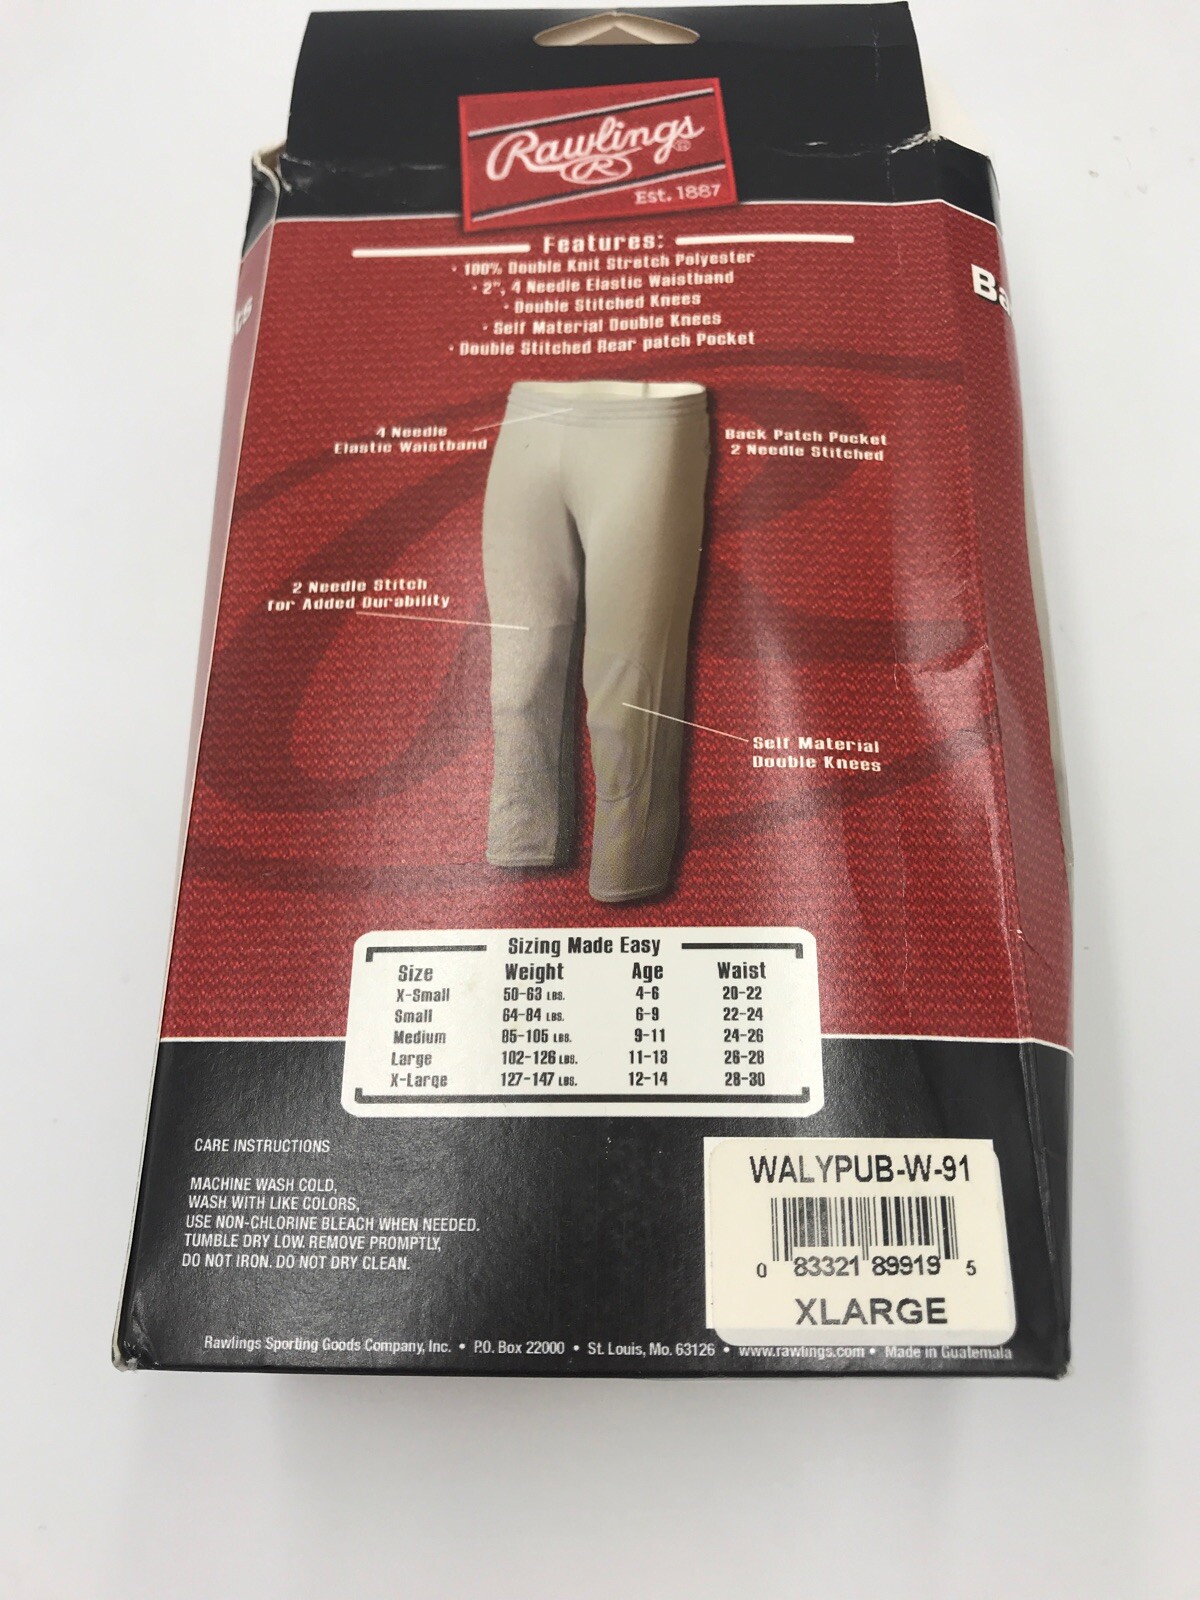 Rawlings®
R
Est. 1887
Features:
· 100% Double Knit Stretch Polyester
· 2", 4 Needle Elastic Waistband
· Double Stitched Knees
· Self Material Double Knees
· Double Stitched Rear patch Pocket
4 Needle
Elastic Waistband
Back Patch Pocket
2 Needle Stitched
2 Needle Stitch
for Added Durability
Self Material
Double Knees
Sizing Made Easy
Size Weight Age Waist
X-Small 50-63 LBS. 4-6 20-22
Small 64-84 LBS. 6-9 22-24
Medium 85-105 LBS. 9-11 24-26
Large 102-126 LBS. 11-13 26-28
X-Large 127-147 LBS. 12-14 28-30
CARE INSTRUCTIONS
MACHINE WASH COLD,
WASH WITH LIKE COLORS,
USE NON-CHLORINE BLEACH WHEN NEEDED.
TUMBLE DRY LOW. REMOVE PROMPTLY,
DO NOT IRON. DO NOT DRY CLEAN.
WALYPUB-W-91
0 83321 89919 5
XLARGE
Rawlings Sporting Goods Company, Inc. • P.O. Box 22000 • St. Louis, Mo. 63126 • www.rawlings.com • Made in Guatemala